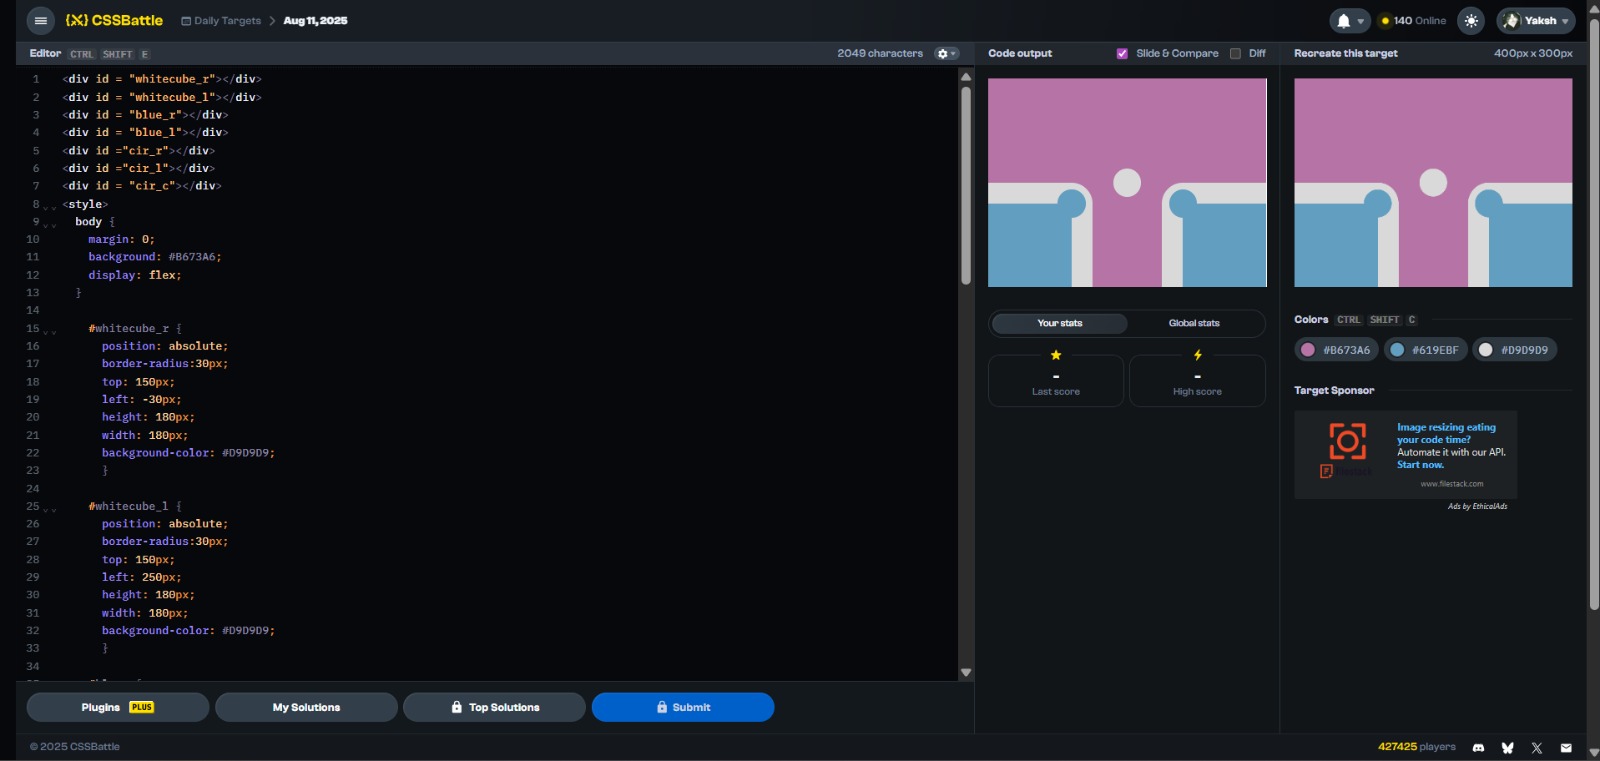 CSSBattle Daily Targets Aug 11, 2025 140 Online Yaksh
Editor CTRL SHIFT E 2049 characters
Code output Slide & Compare Diff
Recreate this target 400px x 300px
1 <div id = "whitecube_r"></div>
2 <div id = "whitecube_l"></div>
3 <div id = "blue_r"></div>
4 <div id = "blue_l"></div>
5 <div id ="cir_r"></div>
6 <div id ="cir_l"></div>
7 <div id = "cir_c"></div>
8 <style>
9 body {
10 margin: 0;
11 background: #B673A6;
12 display: flex;
13 }
14
15 #whitecube_r {
16 position: absolute;
17 border-radius:30px;
18 top: 150px;
19 left: -30px;
20 height: 180px;
21 width: 180px;
22 background-color: #D9D9D9;
23 }
24
25 #whitecube_l {
26 position: absolute;
27 border-radius:30px;
28 top: 150px;
29 left: 250px;
30 height: 180px;
31 width: 180px;
32 background-color: #D9D9D9;
33 }
34
Your stats Global stats
- -
Last score High score
Colors CTRL SHIFT C
#B673A6 #619EBF #D9D9D9
Target Sponsor
Image resizing eating
your code time?
Automate it with our API.
Start now.
www.filestack.com
Ads by EthicalAds
Plugins PLUS My Solutions Top Solutions Submit
© 2025 CSSBattle 427425 players